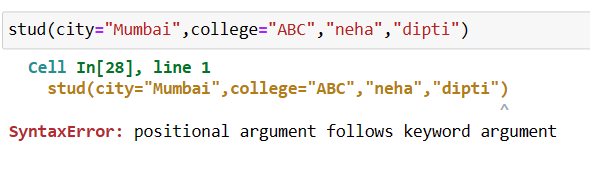 stud(city="Mumbai",college="ABC","neha","dipti")
Cell In[28], line 1
stud(city="Mumbai",college="ABC","neha","dipti")
^
SyntaxError: positional argument follows keyword argument